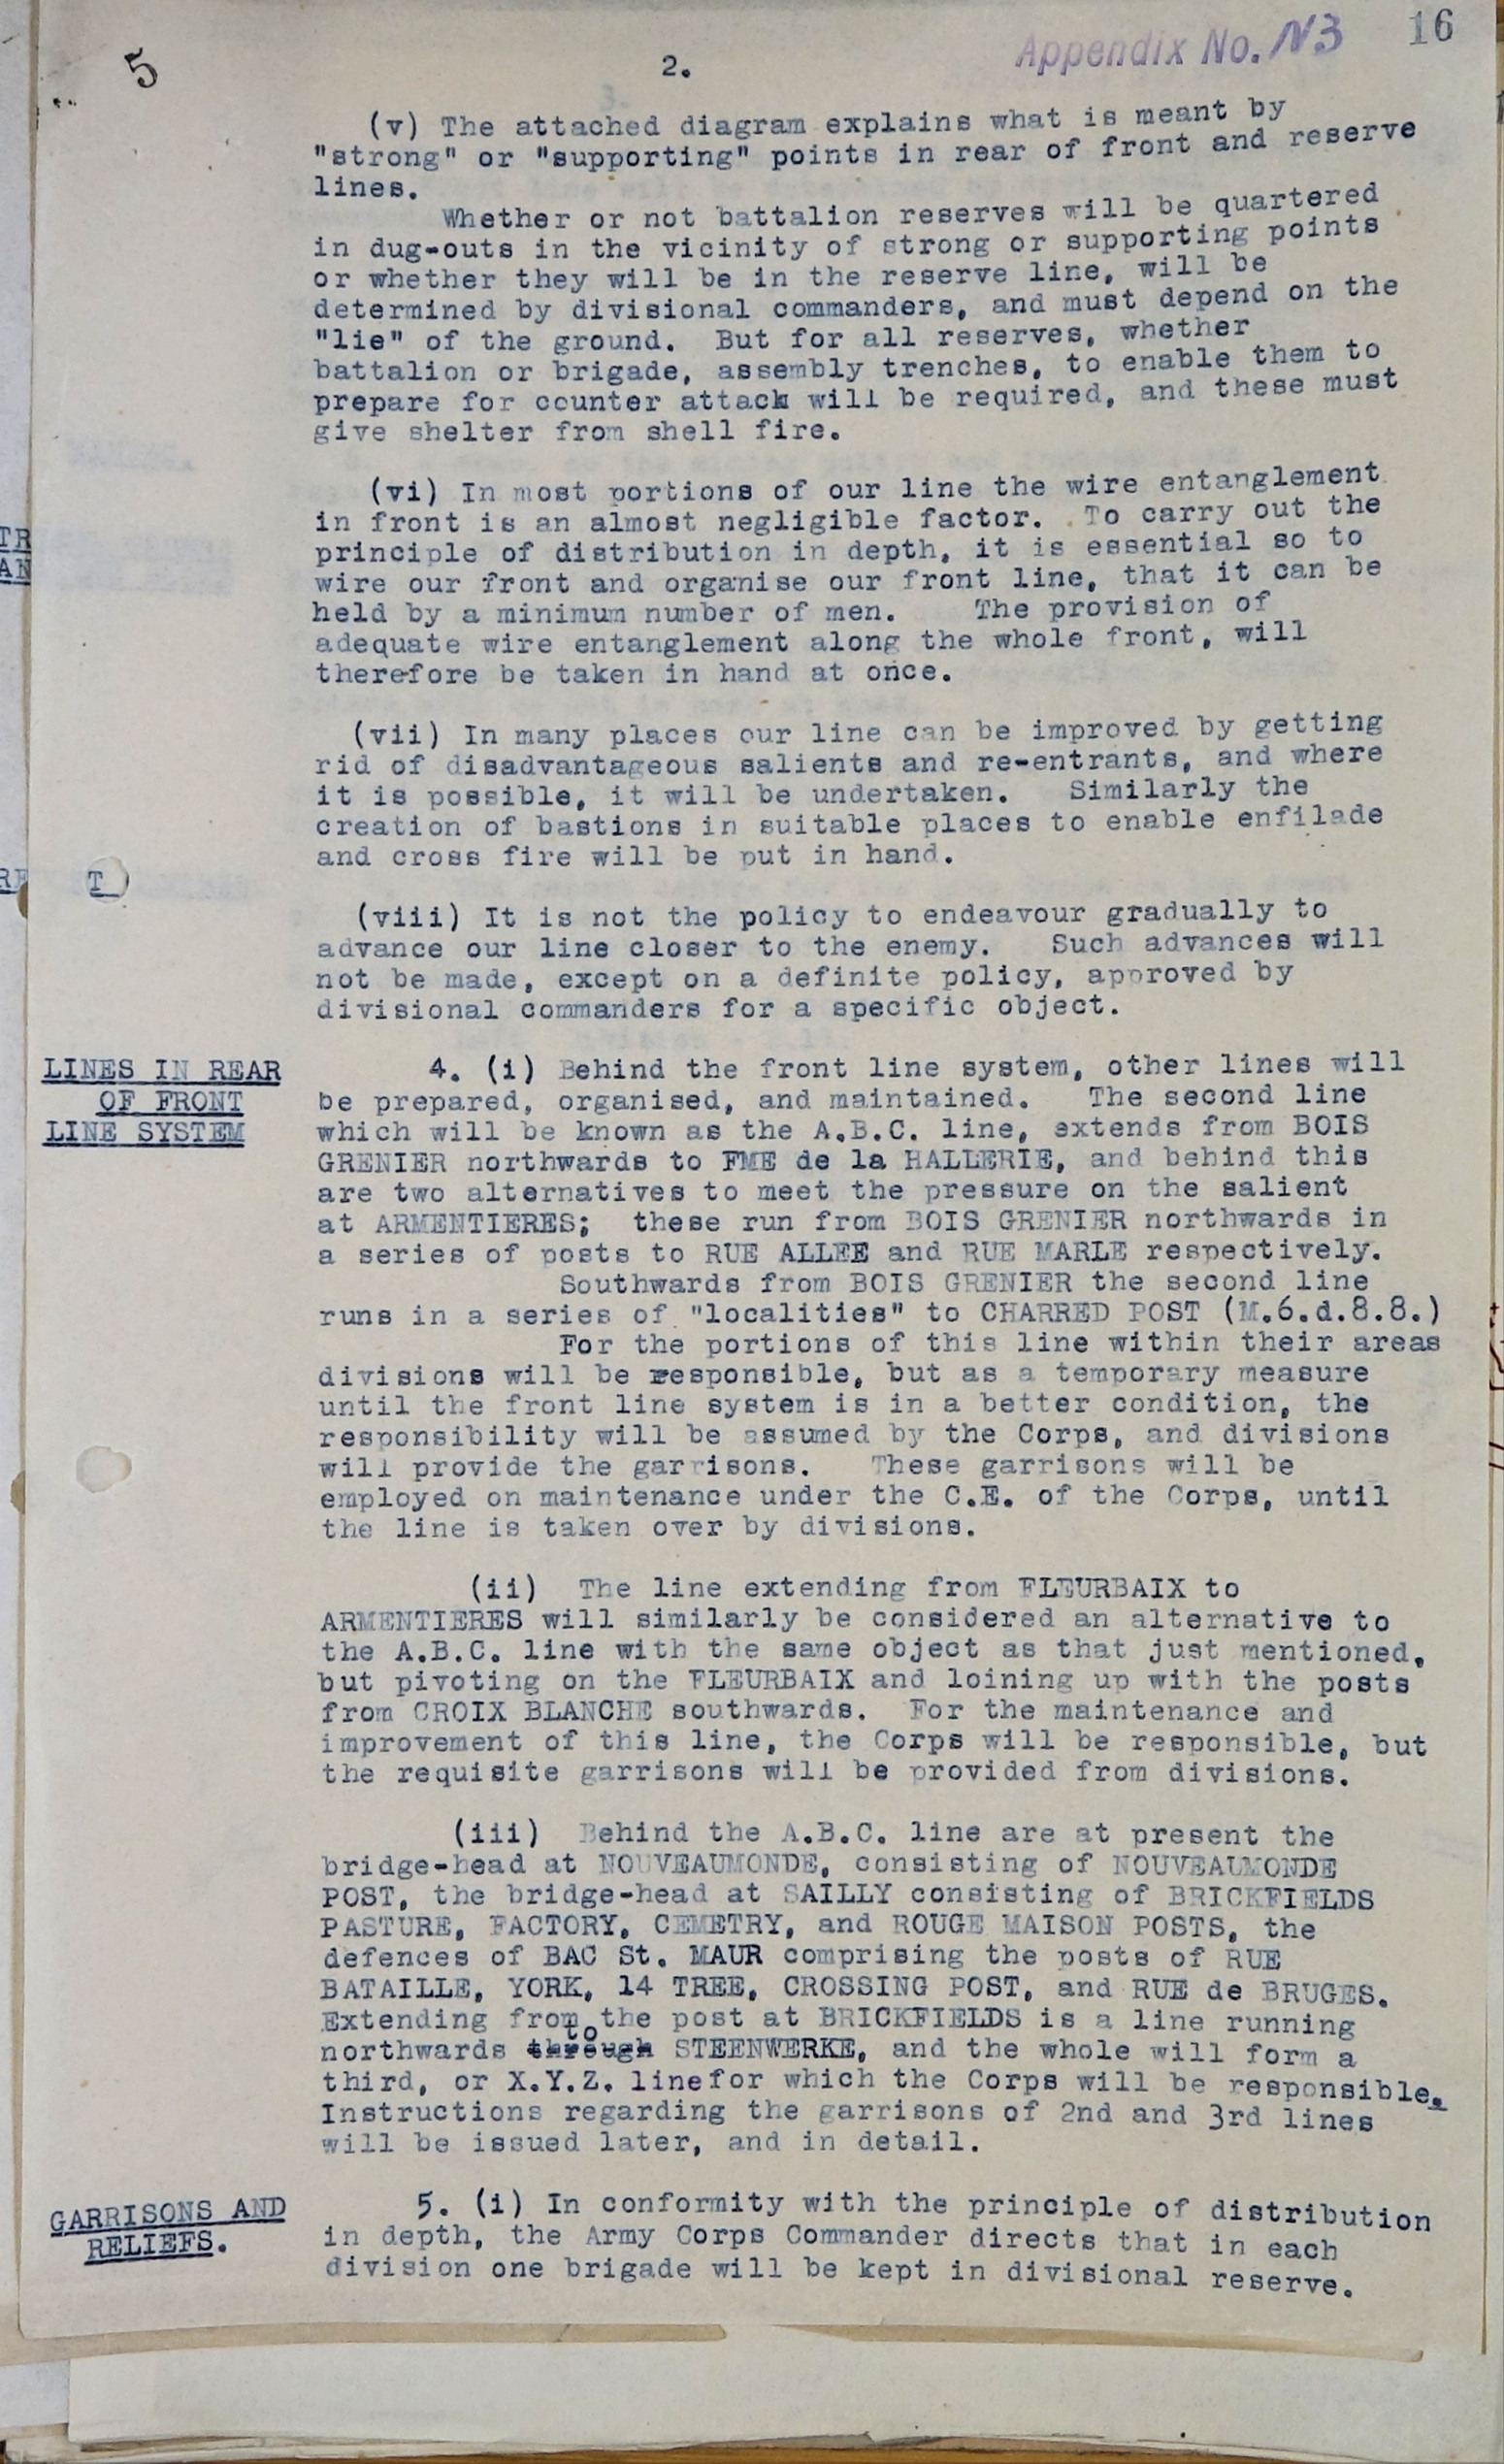 5
2.
Appendix No. N3
16
(v) The attached diagram explains what is meant by
"strong" or "supporting" points in rear of front and reserve
lines.
Whether or not battalion reserves will be quartered
in dug-outs in the vicinity of strong or supporting points
or whether they will be in the reserve line, will be
determined by divisional commanders, and must depend on the
"lie" of the ground. But for all reserves, whether
battalion or brigade, assembly trenches, to enable them to
prepare for counter attack will be required, and these must
give shelter from shell fire.
(vi) In most portions of our line the wire entanglement
in front is an almost negligible factor. To carry out the
principle of distribution in depth, it is essential so to
wire our front and organise our front line, that it can be
held by a minimum number of men. The provision of
adequate wire entanglement along the whole front, will
therefore be taken in hand at once.
TR
AN
(vii) In many places our line can be improved by getting
rid of disadvantageous salients and re-entrants, and where
it is possible, it will be undertaken. Similarly the
creation of bastions in suitable places to enable enfilade
and cross fire will be put in hand.
T
(viii) It is not the policy to endeavour gradually to
advance our line closer to the enemy. Such advances will
not be made, except on a definite policy, approved by
divisional commanders for a specific object.
LINES IN REAR
OF FRONT
LINE SYSTEM
4. (i) Behind the front line system, other lines will
be prepared, organised, and maintained. The second line
which will be known as the A.B.C. line, extends from BOIS
GRENIER northwards to FME de la HALLERIE, and behind this
are two alternatives to meet the pressure on the salient
at ARMENTIERES; these run from BOIS GRENIER northwards in
a series of posts to RUE ALLEE and RUE MARLE respectively.
Southwards from BOIS GRENIER the second line
runs in a series of "localities" to CHARRED POST (M.6.d.8.8.)
For the portions of this line within their areas
divisions will be responsible, but as a temporary measure
until the front line system is in a better condition, the
responsibility will be assumed by the Corps, and divisions
will provide the garrisons. These garrisons will be
employed on maintenance under the C.E. of the Corps, until
the line is taken over by divisions.
(ii) The line extending from FLEURBAIX to
ARMENTIERES will similarly be considered an alternative to
the A.B.C. line with the same object as that just mentioned,
but pivoting on the FLEURBAIX and loining up with the posts
from CROIX BLANCHE southwards. For the maintenance and
improvement of this line, the Corps will be responsible, but
the requisite garrisons will be provided from divisions.
(iii) Behind the A.B.C. line are at present the
bridge-head at NOUVEAUMONDE, consisting of NOUVEAUMONDE
POST, the bridge-head at SAILLY consisting of BRICKFIELDS
PASTURE, FACTORY, CEMETRY, and ROUGE MAISON POSTS, the
defences of BAC St. MAUR comprising the posts of RUE
BATAILLE, YORK, 14 TREE, CROSSING POST, and RUE de BRUGES.
Extending from the post at BRICKFIELDS is a line running
to
northwards through STEENWERKE, and the whole will form a
third, or X.Y.Z. line for which the Corps will be responsible.
Instructions regarding the garrisons of 2nd and 3rd lines
will be issued later, and in detail.
GARRISONS AND
RELIEFS.
5. (i) In conformity with the principle of distribution
in depth, the Army Corps Commander directs that in each
division one brigade will be kept in divisional reserve.